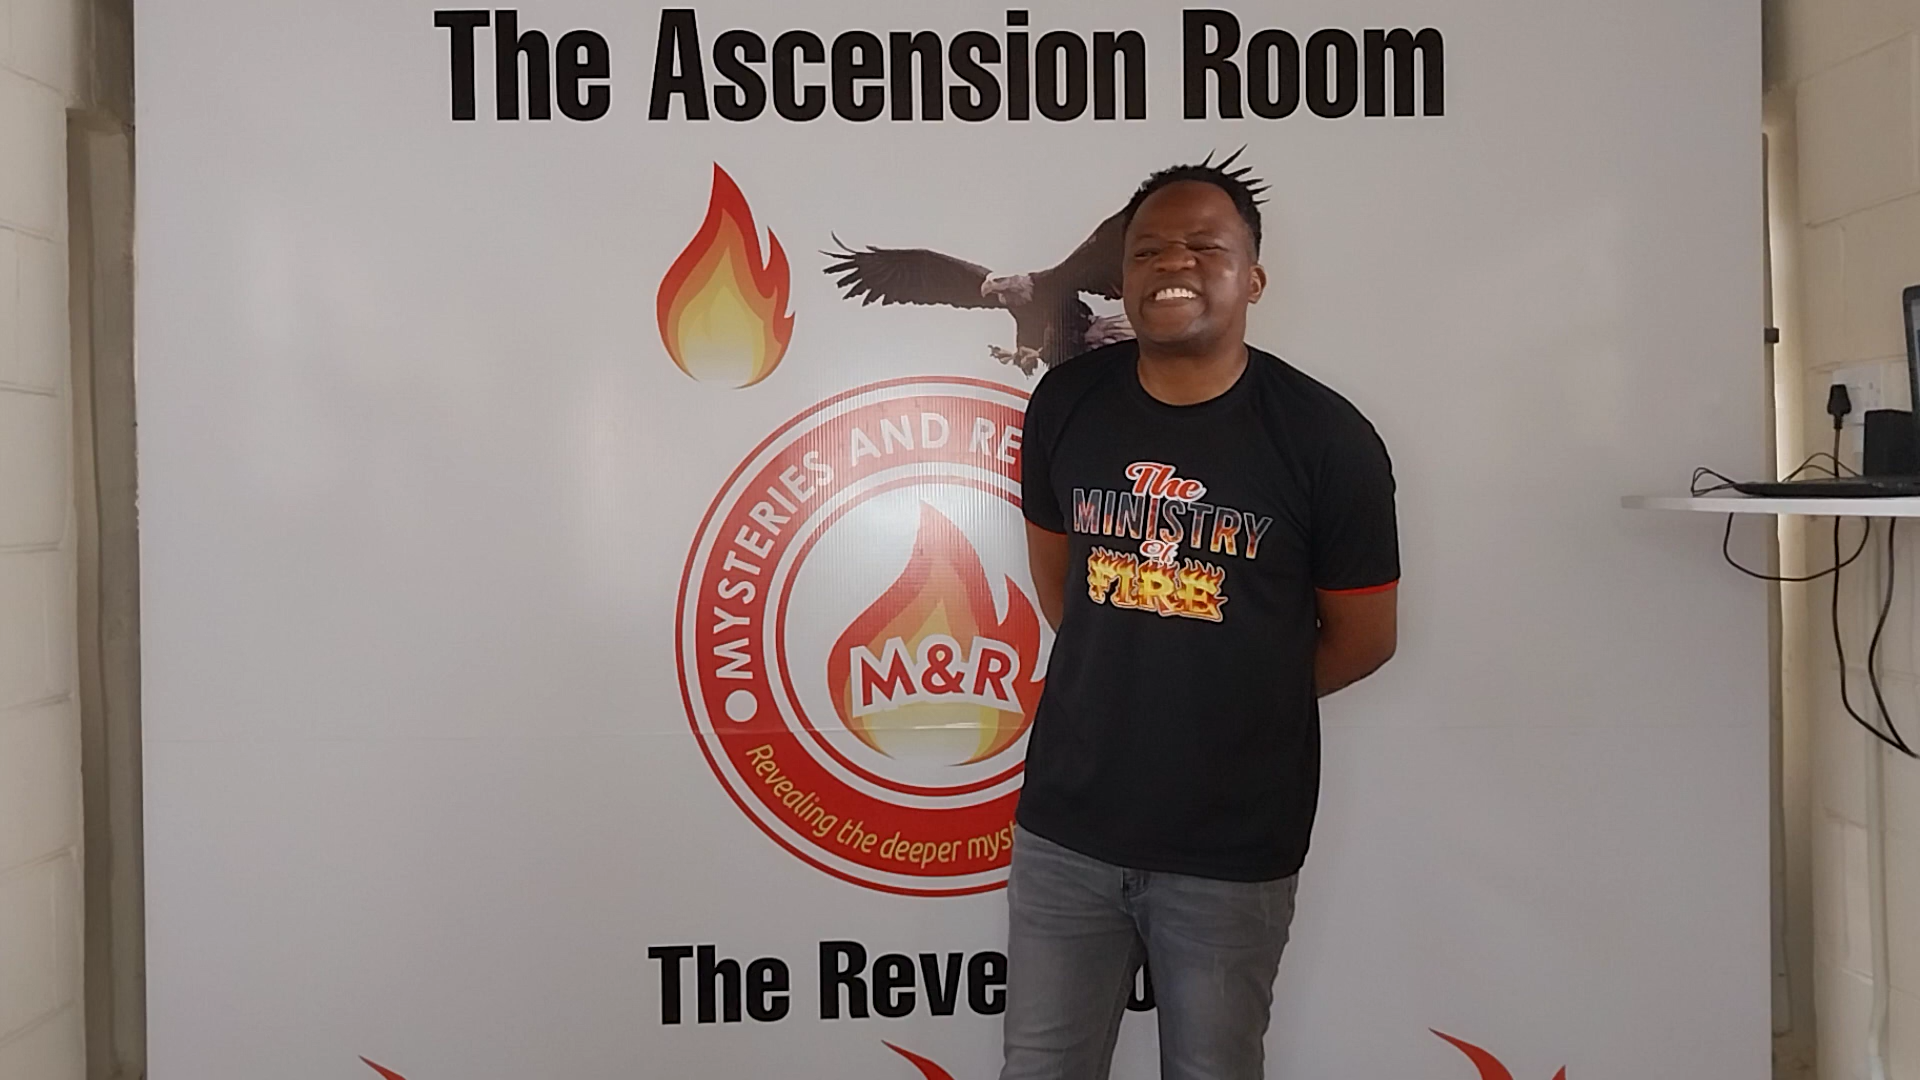 The Ascension Room
MYSTERIES AND RE
M&R
Revealing the deeper myst
The
MINISTRY
Of
FIRE
The Reve